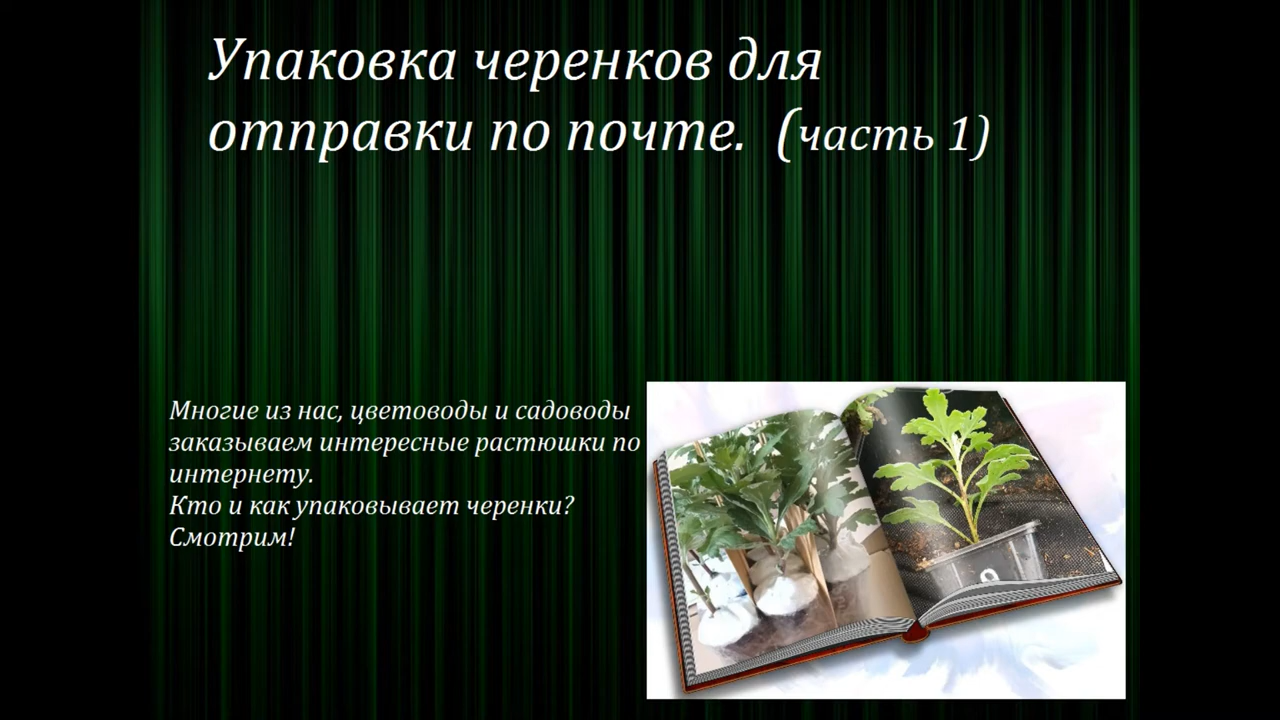 Упаковка черенков для
отправки по почте. (часть 1)
Многие из нас, цветоводы и садоводы
заказываем интересные растюшки по
интернету.
Кто и как упаковывает черенки?
Смотрим!